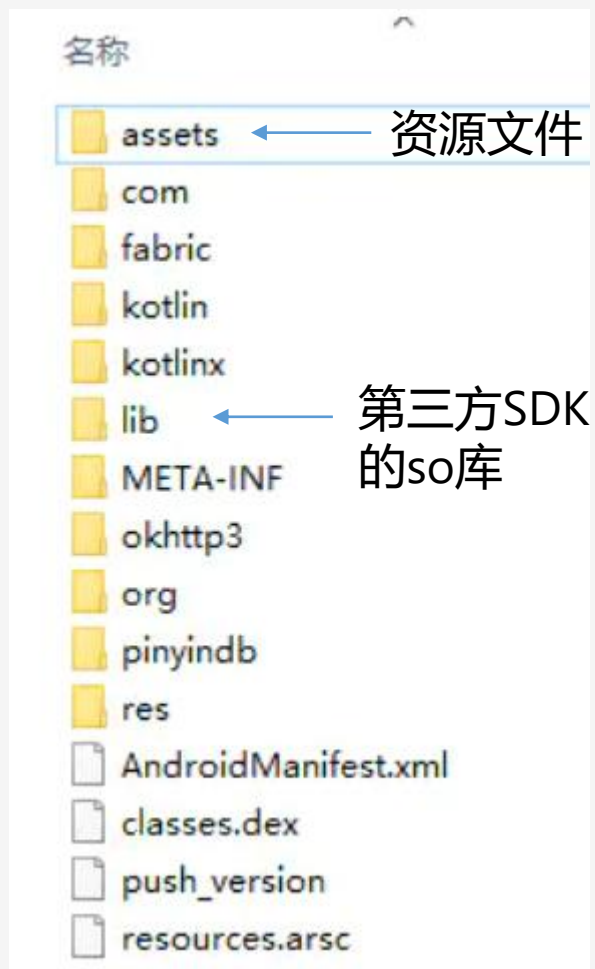 名称
assets
资源文件
com
fabric
kotlin
kotlinx
lib
第三方SDK
的so库
META-INF
okhttp3
org
pinyindb
res
AndroidManifest.xml
classes.dex
push_version
resources.arsc